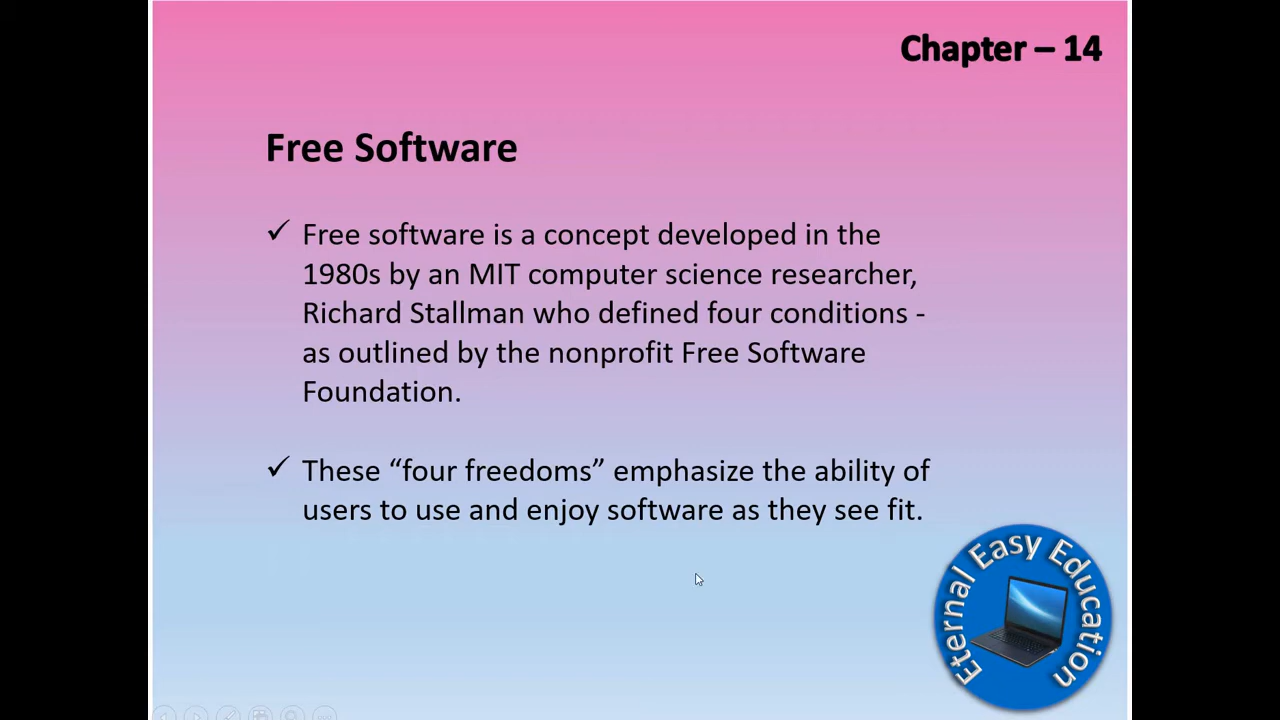 Chapter – 14
Free Software
✓ Free software is a concept developed in the
1980s by an MIT computer science researcher,
Richard Stallman who defined four conditions -
as outlined by the nonprofit Free Software
Foundation.
✓ These “four freedoms” emphasize the ability of
users to use and enjoy software as they see fit.
Eternal Easy Education